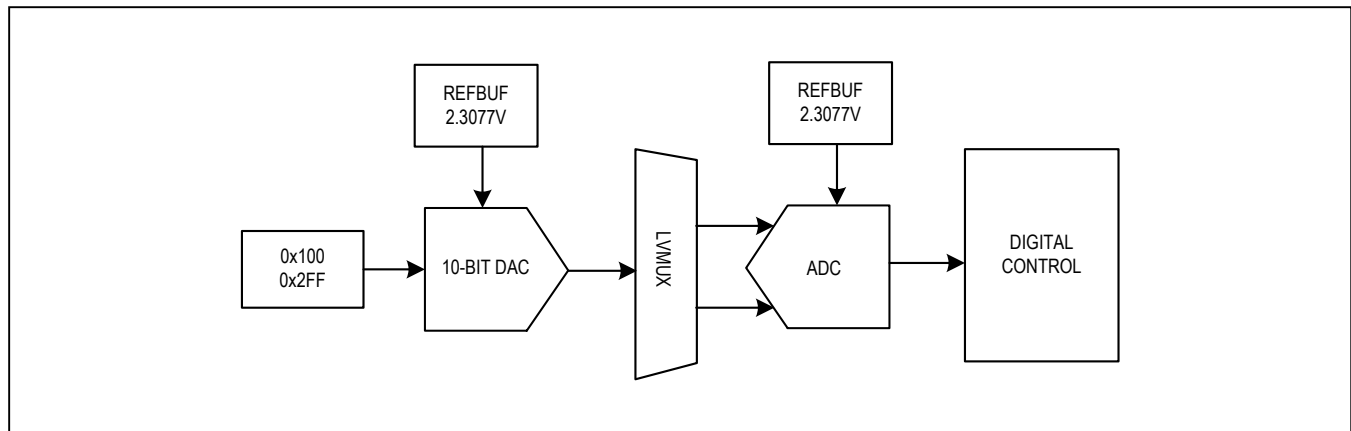 REFBUF
2.3077V
REFBUF
2.3077V
0x100
0x2FF
10-BIT DAC
LVMUX
ADC
DIGITAL
CONTROL